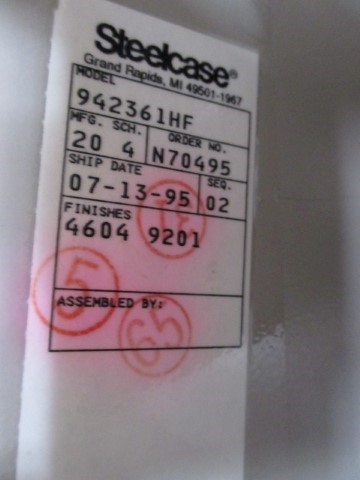 Steelcase®
Grand Rapids, MI 49501-1967
MODEL
942361HF
MFG. SCH. ORDER NO.
20 4 N70495
SHIP DATE SEQ.
07-13-95 02
FINISHES
4604 9201
5
ASSEMBLED BY: